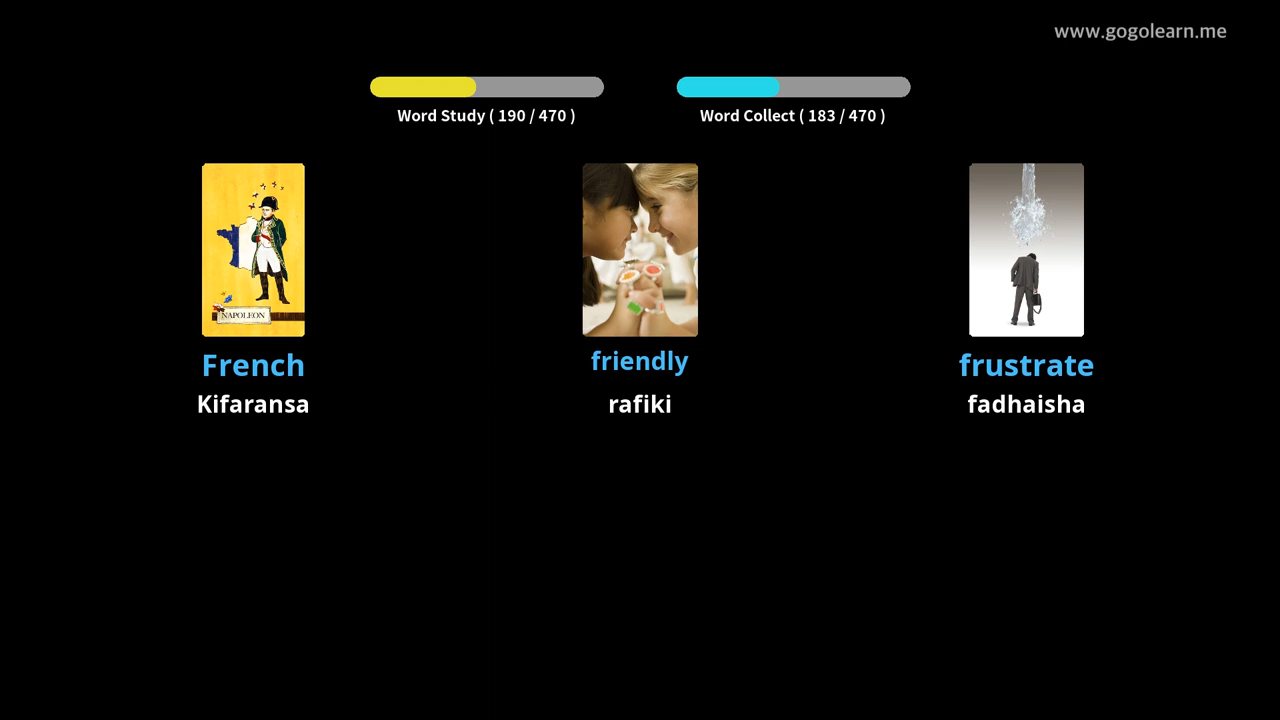 www.gogolearn.me
Word Study ( 190 / 470 )
Word Collect ( 183 / 470 )
NAPOLEON
French
friendly
frustrate
Kifaransa
rafiki
fadhaisha